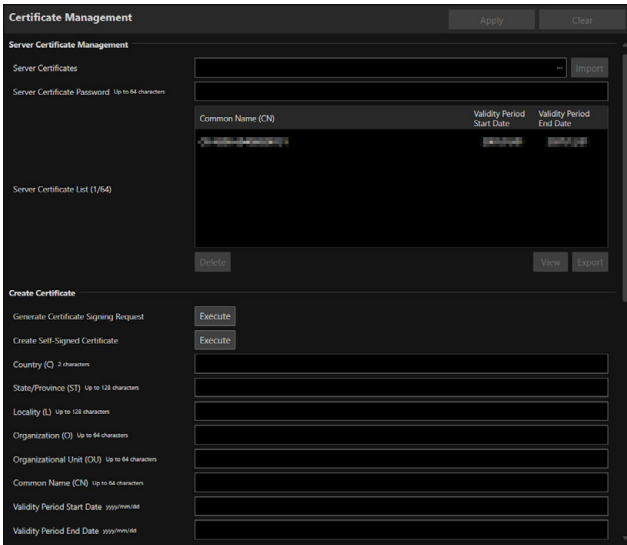 Certificate Management
Apply
Clear
Server Certificate Management
Server Certificates
...
Import
Server Certificate Password Up to 64 characters
Common Name (CN)
Validity Period
Start Date
Validity Period
End Date
Server Certificate List (1/64)
Delete
View
Export
Create Certificate
Generate Certificate Signing Request
Execute
Create Self-Signed Certificate
Execute
Country (C) 2 characters
State/Province (ST) Up to 128 characters
Locality (L) Up to 128 characters
Organization (O) Up to 64 characters
Organizational Unit (OU) Up to 64 characters
Common Name (CN) Up to 64 characters
Validity Period Start Date yyyy/mm/dd
Validity Period End Date yyyy/mm/dd